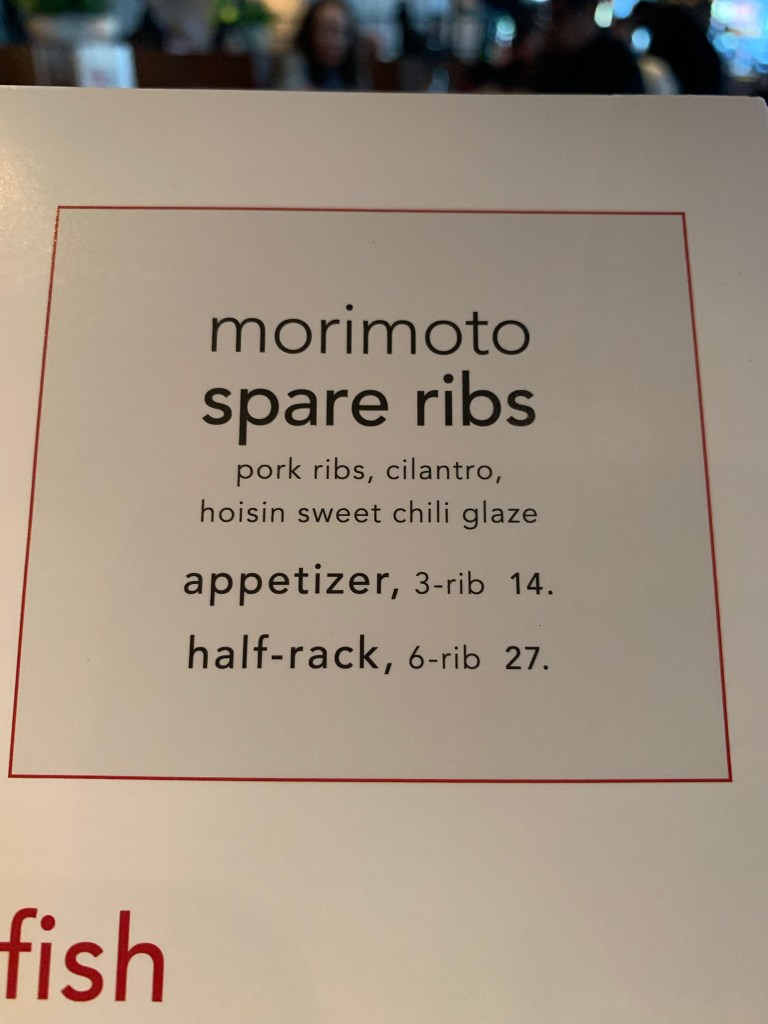 morimoto
spare ribs
pork ribs, cilantro,
hoisin sweet chili glaze
appetizer, 3-rib 14.
half-rack, 6-rib 27.
fish